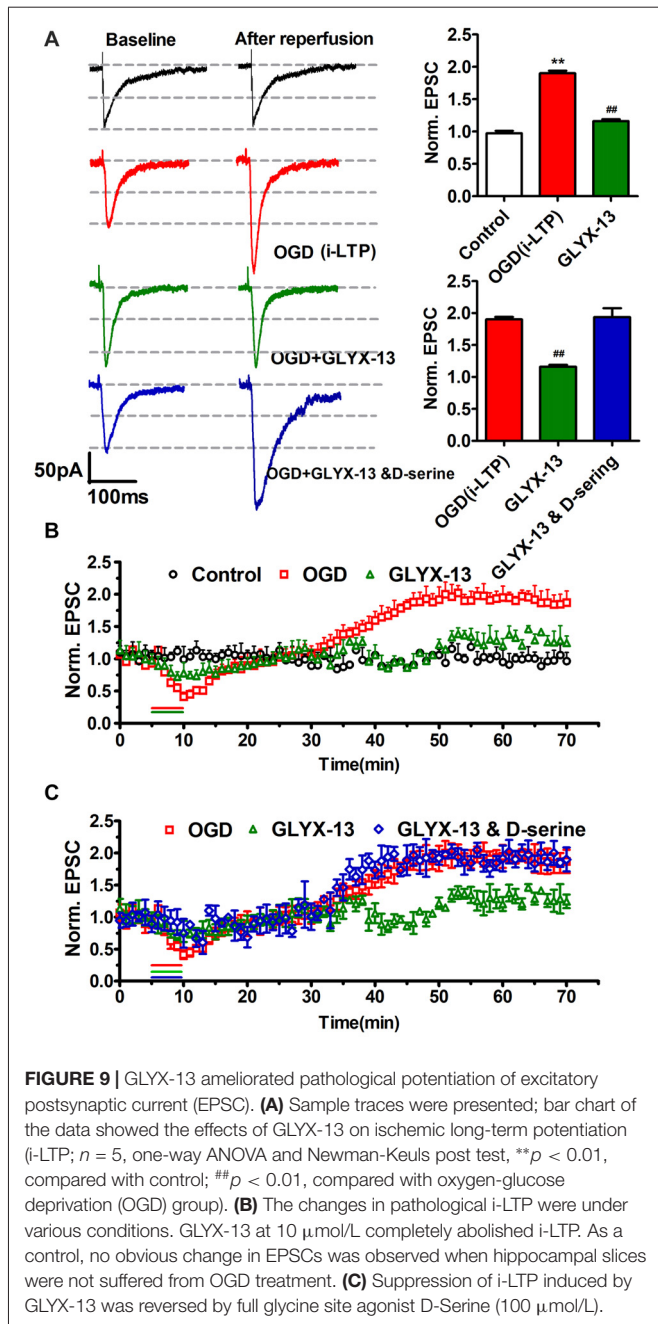 A
Baseline After reperfusion
OGD (i-LTP)
OGD+GLYX-13
OGD+GLYX-13 &D-serine
50pA
100ms
Norm. EPSC
2.5
2.0
1.5
1.0
0.5
0.0
Control
OGD(i-LTP)
GLYX-13
**
##
Norm. EPSC
2.5
2.0
1.5
1.0
0.5
0.0
OGD(i-LTP)
GLYX-13
GLYX-13 & D-sering
##
B
Norm. EPSC
2.5
2.0
1.5
1.0
0.5
0.0
Control OGD GLYX-13
0 10 20 30 40 50 60 70
Time(min)
C
Norm. EPSC
2.5
2.0
1.5
1.0
0.5
0.0
OGD GLYX-13 GLYX-13 & D-serine
0 10 20 30 40 50 60 70
Time(min)
FIGURE 9 | GLYX-13 ameliorated pathological potentiation of excitatory
postsynaptic current (EPSC). (A) Sample traces were presented; bar chart of
the data showed the effects of GLYX-13 on ischemic long-term potentiation
(i-LTP; n = 5, one-way ANOVA and Newman-Keuls post test, **p < 0.01,
compared with control; ##p < 0.01, compared with oxygen-glucose
deprivation (OGD) group). (B) The changes in pathological i-LTP were under
various conditions. GLYX-13 at 10 μmol/L completely abolished i-LTP. As a
control, no obvious change in EPSCs was observed when hippocampal slices
were not suffered from OGD treatment. (C) Suppression of i-LTP induced by
GLYX-13 was reversed by full glycine site agonist D-Serine (100 μmol/L).